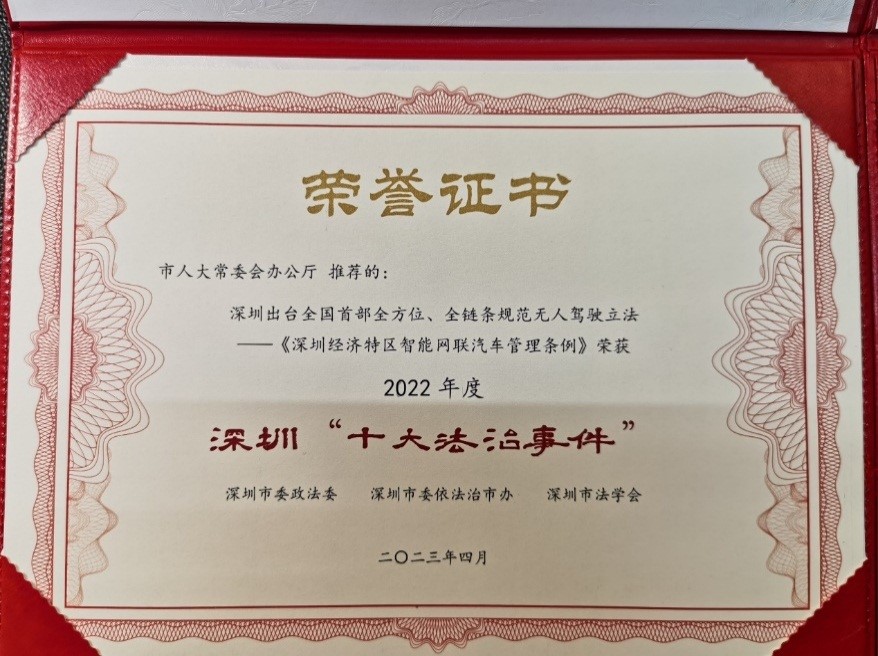 荣誉证书
市人大常委会办公厅 推荐的:
深圳出台全国首部全方位、全链条规范无人驾驶立法
——《深圳经济特区智能网联汽车管理条例》荣获
2022 年度
深圳“十大法治事件”
深圳市委政法委 深圳市委依法治市办 深圳市法学会
二〇二三年四月